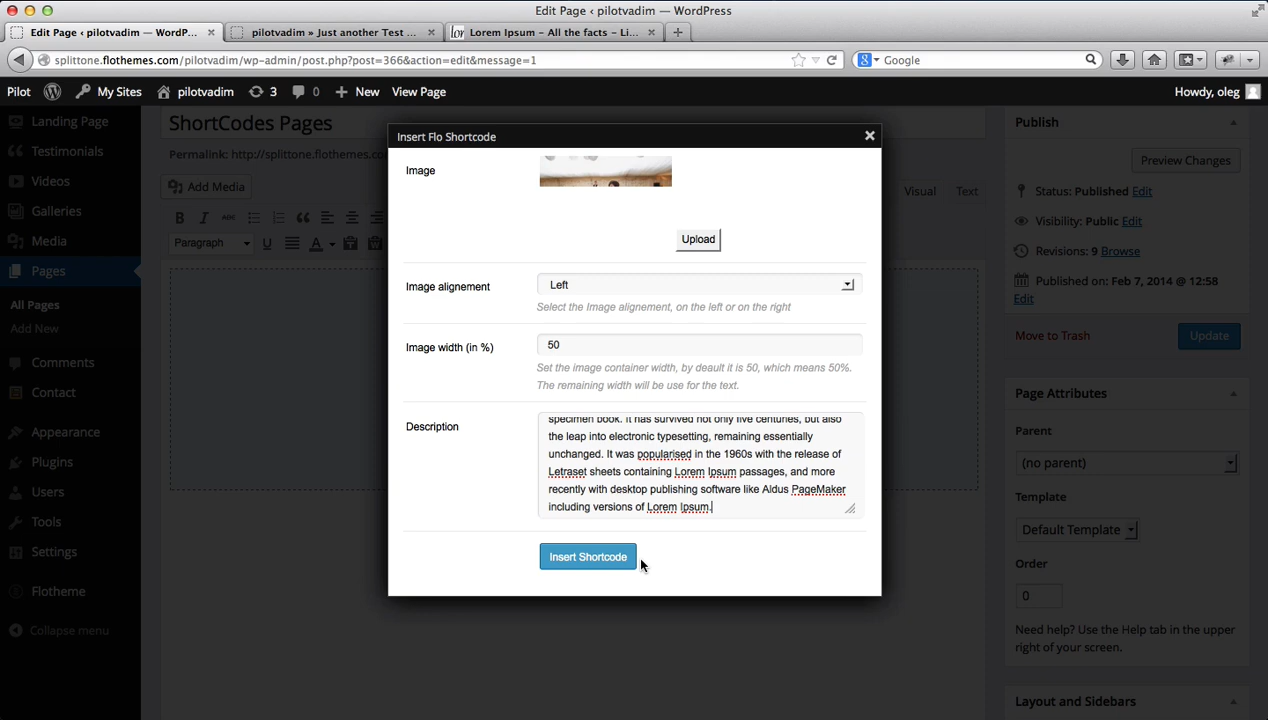 Edit Page ‹ pilotvadim — WordPress
Edit Page ‹ pilotvadim — WordP...
pilotvadim » Just another Test ...
Lorem Ipsum – All the facts – Li...
splittone.flothemes.com/pilotvadim/wp-admin/post.php?post=366&action=edit&message=1
Google
Pilot
My Sites
pilotvadim
3
0
New
View Page
Howdy, oleg
Landing Page
Testimonials
Videos
Galleries
Media
Pages
All Pages
Add New
Comments
Contact
Appearance
Plugins
Users
Tools
Settings
Flotheme
Collapse menu
ShortCodes Pages
Permalink: http://splittone.flothemes.co
Add Media
Visual
Text
B I ABC
Paragraph
U
A
Insert Flo Shortcode
Image
Upload
Image alignement
Left
Select the Image alignement, on the left or on the right
Image width (in %)
50
Set the image container width, by deault it is 50, which means 50%.
The remaining width will be use for the text.
Description
specimen book. It has survived not only five centuries, but also
the leap into electronic typesetting, remaining essentially
unchanged. It was popularised in the 1960s with the release of
Letraset sheets containing Lorem Ipsum passages, and more
recently with desktop publishing software like Aldus PageMaker
including versions of Lorem Ipsum.
Insert Shortcode
Publish
Preview Changes
Status: Published Edit
Visibility: Public Edit
Revisions: 9 Browse
Published on: Feb 7, 2014 @ 12:58
Edit
Move to Trash
Update
Page Attributes
Parent
(no parent)
Template
Default Template
Order
0
Need help? Use the Help tab in the upper
right of your screen.
Layout and Sidebars